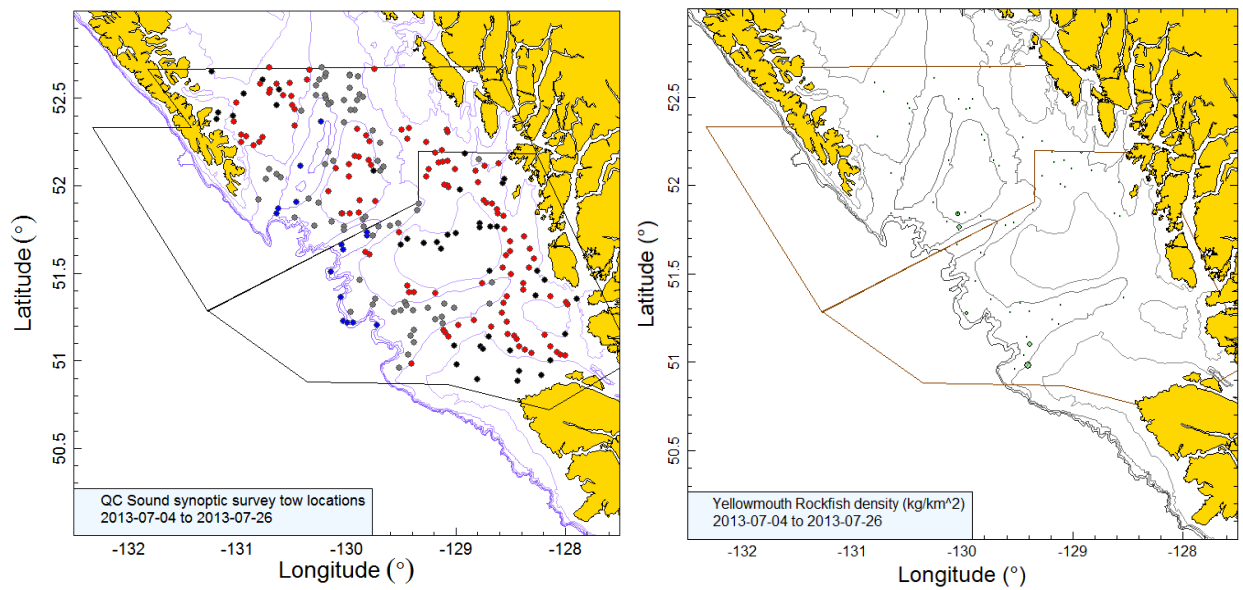 52.5
52
51.5
51
50.5
Latitude (°)
QC Sound synoptic survey tow locations
2013-07-04 to 2013-07-26
-132 -131 -130 -129 -128
Longitude (°)
52.5
52
51.5
51
50.5
Latitude (°)
Yellowmouth Rockfish density (kg/km^2)
2013-07-04 to 2013-07-26
-132 -131 -130 -129 -128
Longitude (°)